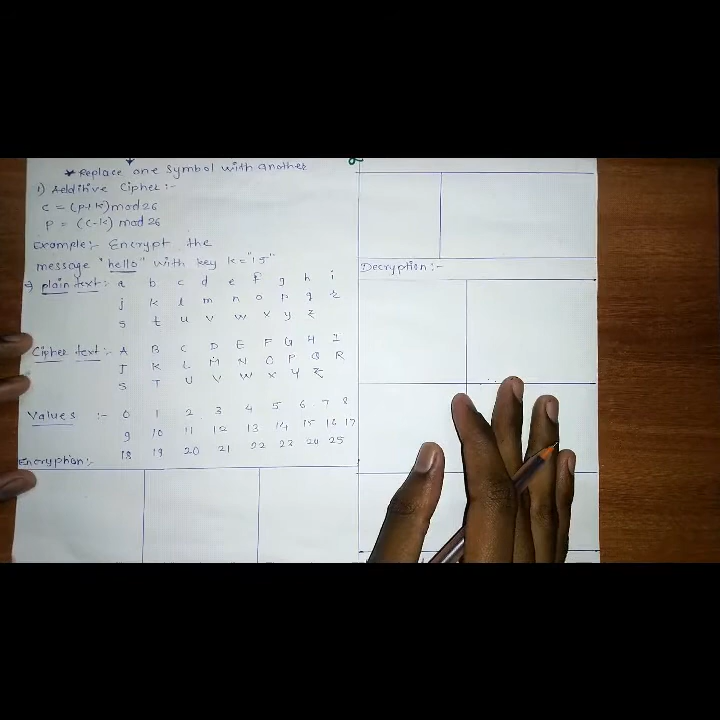 * Replace one symbol with another
1) Additive Cipher :-
C = (P+K) mod 26
P = (C-K) mod 26
Example:- Encrypt the
message "hello" with key K="15"
→ plain text:- a b c d e f g h i
j k l m n o p q r
s t u v w x y z
Cipher text:- A B C D E F G H I
J K L M N O P Q R
S T U V W X Y Z
Values :- 0 1 2 3 4 5 6 7 8
9 10 11 12 13 14 15 16 17
18 19 20 21 22 23 24 25
Encryption:-
Decryption:-